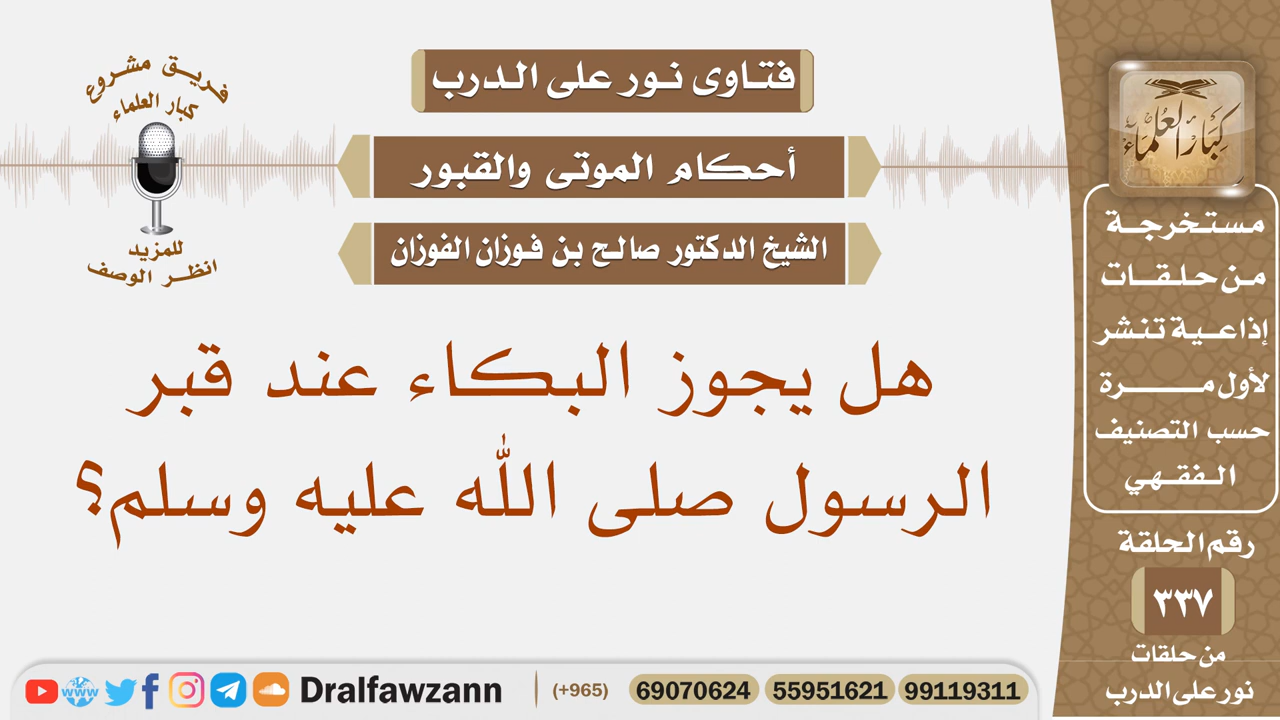 فتاوى نور على الدرب
أحكام الموتى والقبور
الشيخ الدكتور صالح بن فوزان الفوزان
فريق مشروع
كبار العلماء
للمزيد
انظر الوصف
هل يجوز البكاء عند قبر
الرسول صلى الله عليه وسلم؟
كبار العلماء
مستخرجة
من حلقات
إذاعية تنشر
لأول مرة
حسب التصنيف
الفقهي
رقم الحلقة
٣٣٧
من حلقات
نور على الدرب
www Dralfawzann (+965) 69070624 55951621 99119311